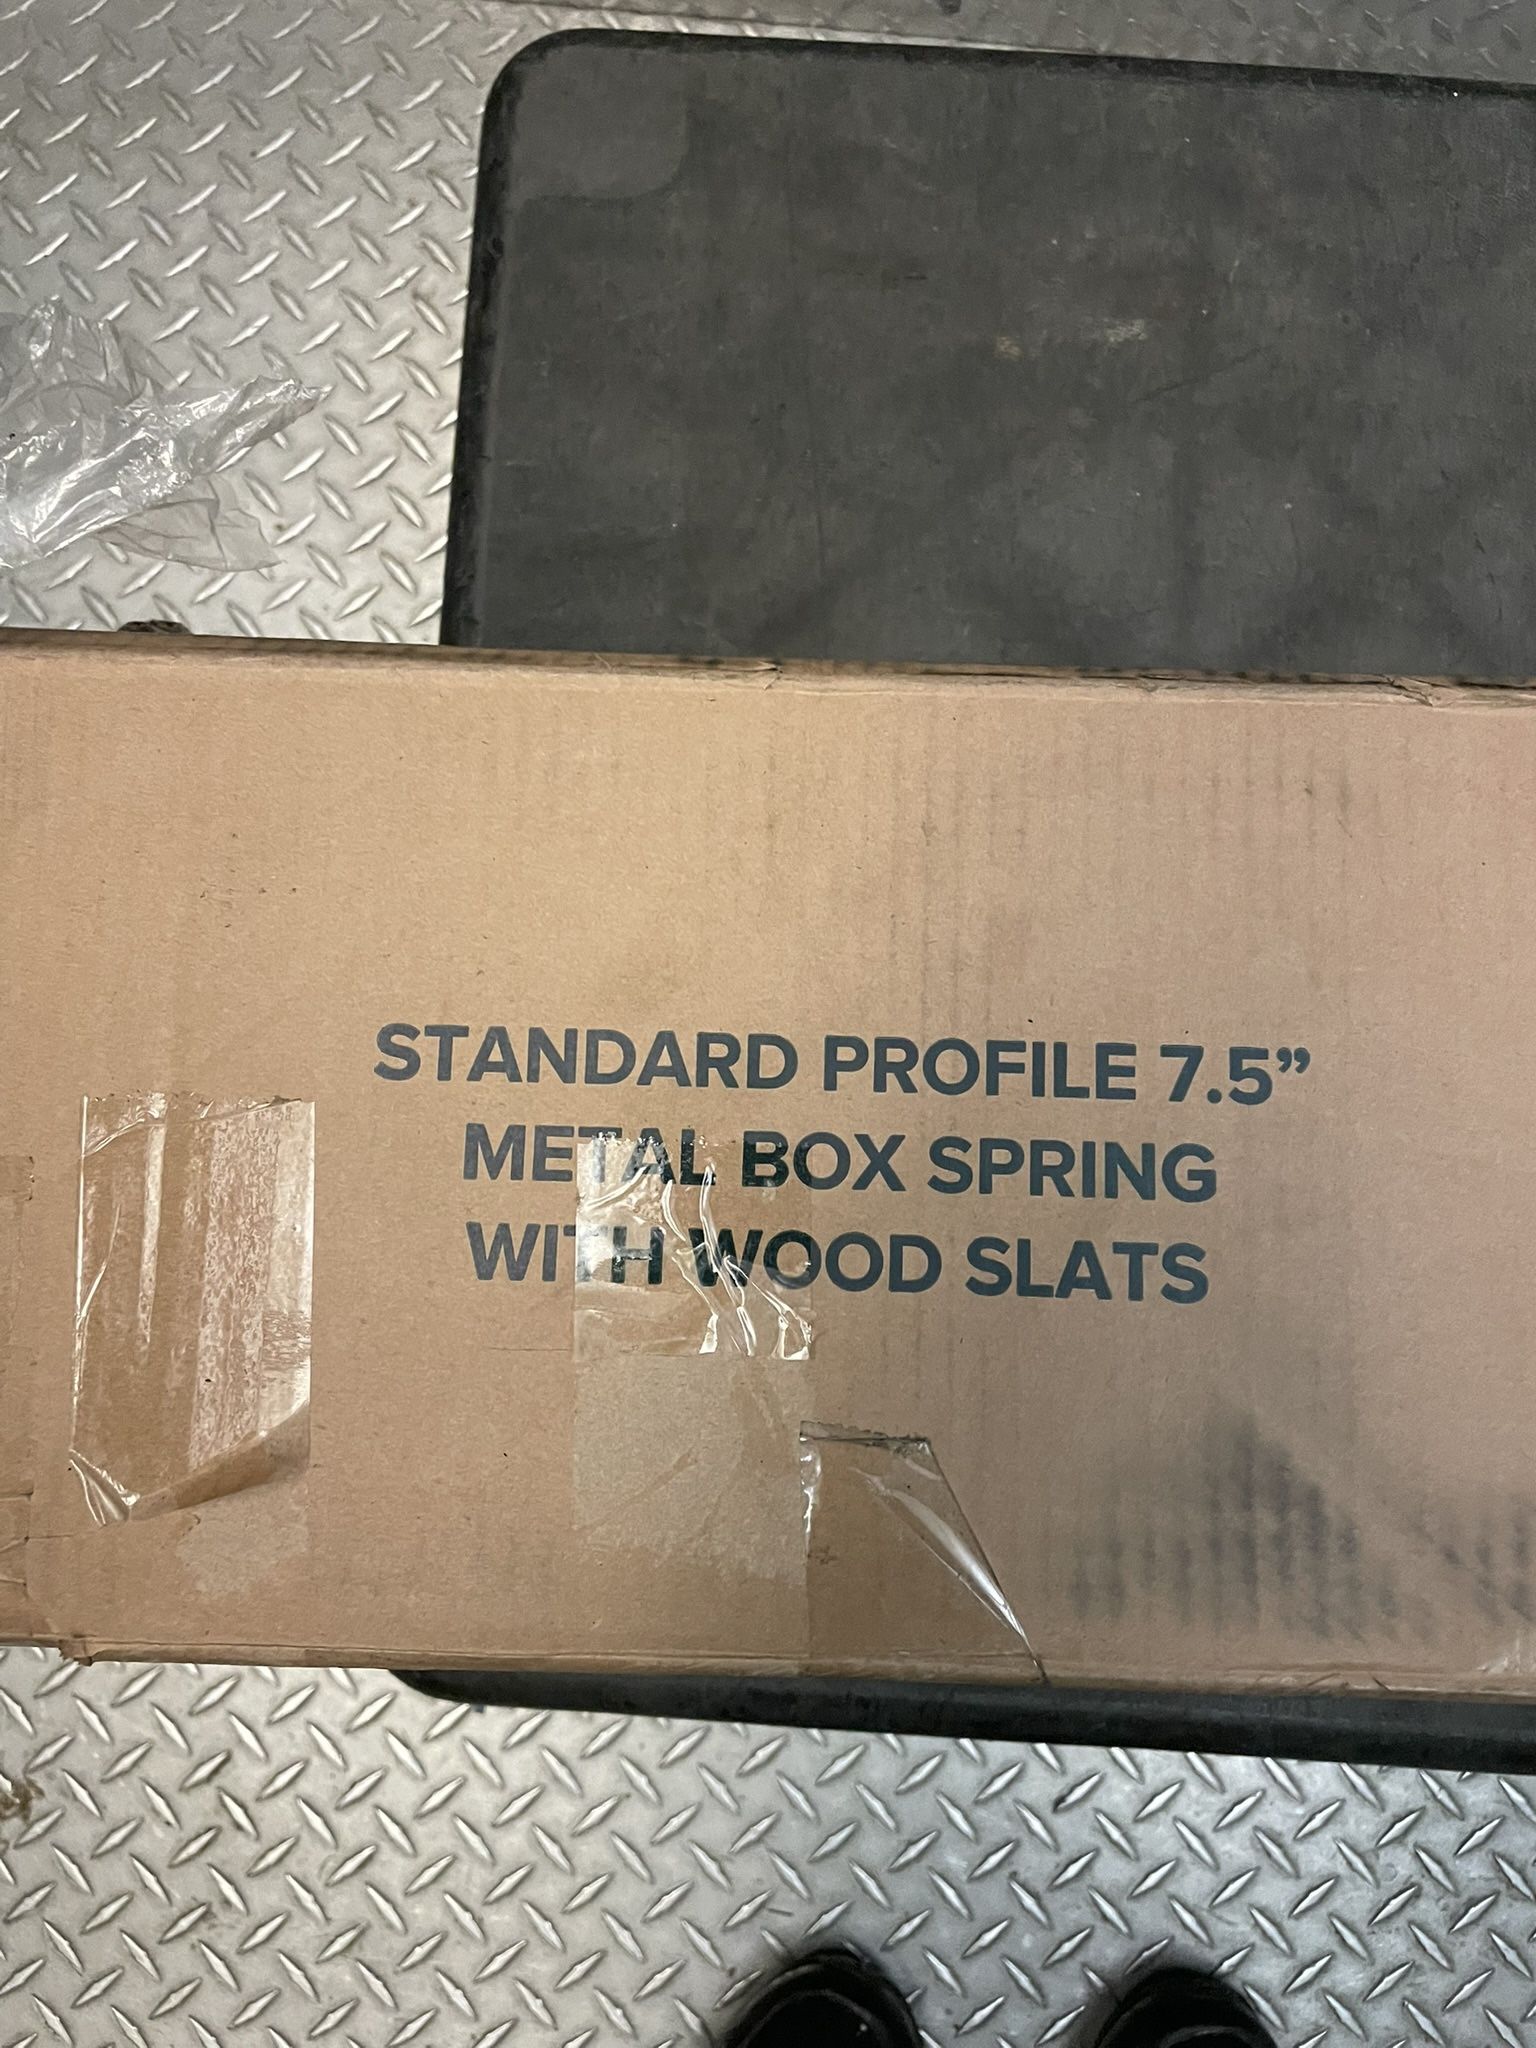 STANDARD PROFILE 7.5”
METAL BOX SPRING
WITH WOOD SLATS